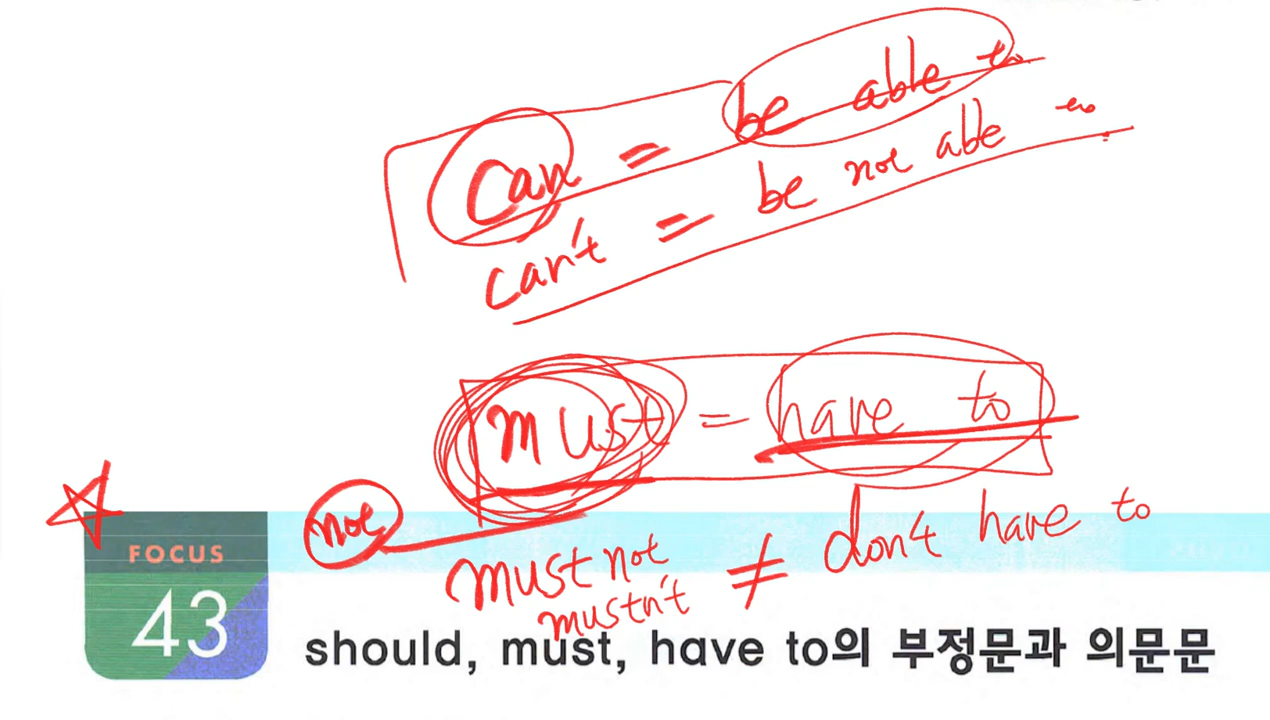 can = be able to
can't = be not able to
must = have to
not
must not ≠ don't have to
mustn't
FOCUS
43
should, must, have to의 부정문과 의문문